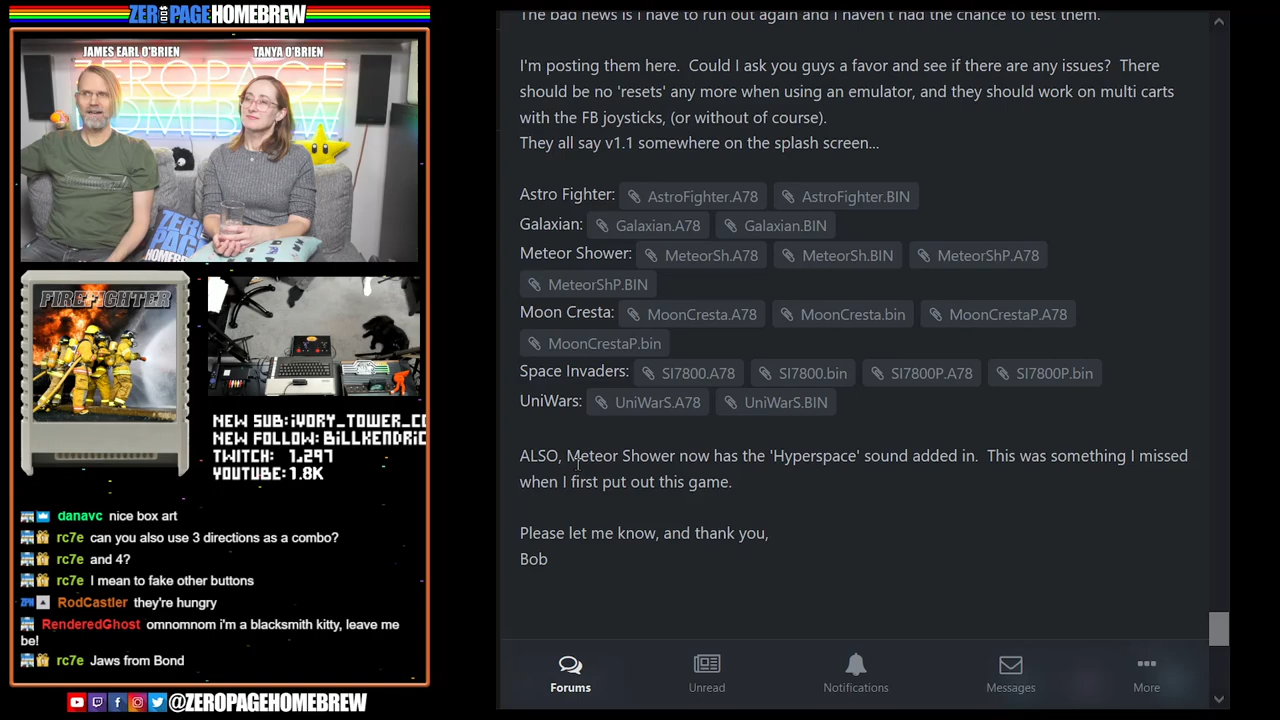 ZERO PAGE HOMEBREW
JAMES EARL O'BRIEN
TANYA O'BRIEN
ZEROPAGE
HOMEBREW
ZERO
PAGE
HOMEBREW
FIREFIGHTER
NEW SUB:IVORY_TOWER_CO
NEW FOLLOW:BILLKENDRIC
TWITCH: 1,297
YOUTUBE:1.8K
danavc nice box art
rc7e can you also use 3 directions as a combo?
rc7e and 4?
rc7e I mean to fake other buttons
ZPH RodCastler they're hungry
RenderedGhost omnomnom i'm a blacksmith kitty, leave me
be!
rc7e Jaws from Bond
@ZEROPAGEHOMEBREW
The bad news is I have to run out again and I haven't had the chance to test them.
I'm posting them here. Could I ask you guys a favor and see if there are any issues? There
should be no 'resets' any more when using an emulator, and they should work on multi carts
with the FB joysticks, (or without of course).
They all say v1.1 somewhere on the splash screen...
Astro Fighter: AstroFighter.A78 AstroFighter.BIN
Galaxian: Galaxian.A78 Galaxian.BIN
Meteor Shower: MeteorSh.A78 MeteorSh.BIN MeteorShP.A78
MeteorShP.BIN
Moon Cresta: MoonCresta.A78 MoonCresta.bin MoonCrestaP.A78
MoonCrestaP.bin
Space Invaders: SI7800.A78 SI7800.bin SI7800P.A78 SI7800P.bin
UniWars: UniWarS.A78 UniWarS.BIN
ALSO, Meteor Shower now has the 'Hyperspace' sound added in. This was something I missed
when I first put out this game.
Please let me know, and thank you,
Bob
Forums
Unread
Notifications
Messages
More